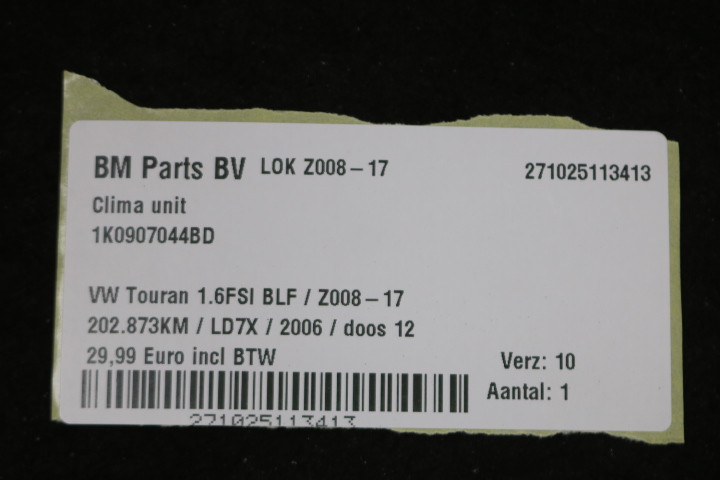 BM Parts BV LOK Z008-17 271025113413
Clima unit
1K0907044BD
VW Touran 1.6FSI BLF / Z008-17
202.873KM / LD7X / 2006 / doos 12
29,99 Euro incl BTW Verz: 10
Aantal: 1
271025113413